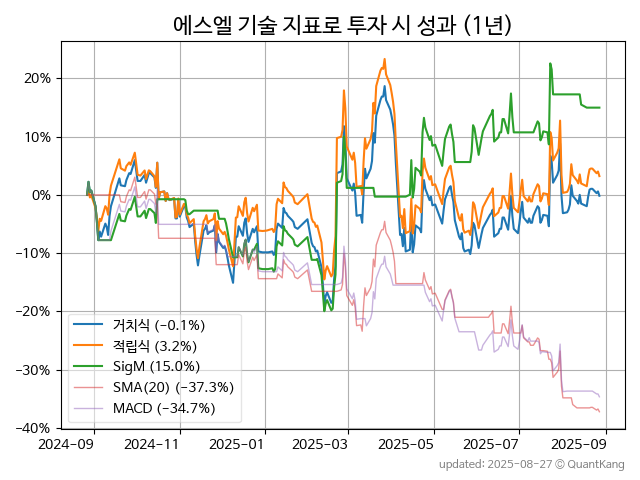 에스엘 기술 지표로 투자 시 성과 (1년)
20%
10%
0%
−10%
−20%
−30%
−40%
거치식 (−0.1%)
적립식 (3.2%)
SigM (15.0%)
SMA(20) (−37.3%)
MACD (−34.7%)
2024-09 2024-11 2025-01 2025-03 2025-05 2025-07 2025-09
updated: 2025-08-27 © QuantKang